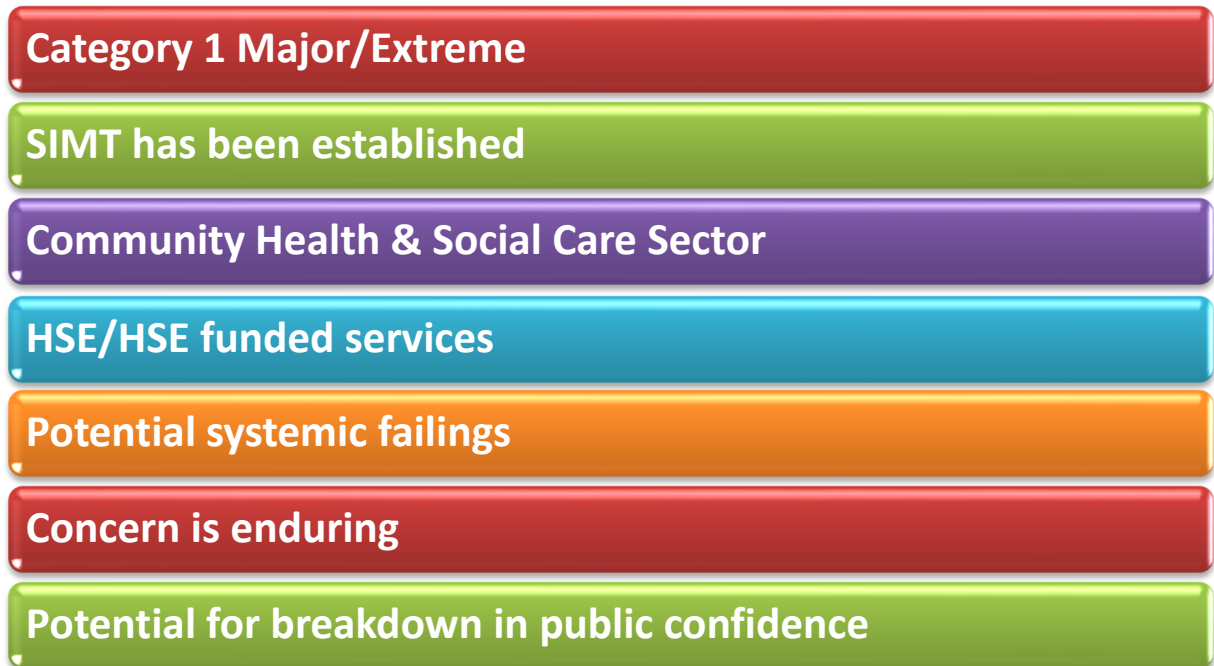 Category 1 Major/Extreme
SIMT has been established
Community Health & Social Care Sector
HSE/HSE funded services
Potential systemic failings
Concern is enduring
Potential for breakdown in public confidence